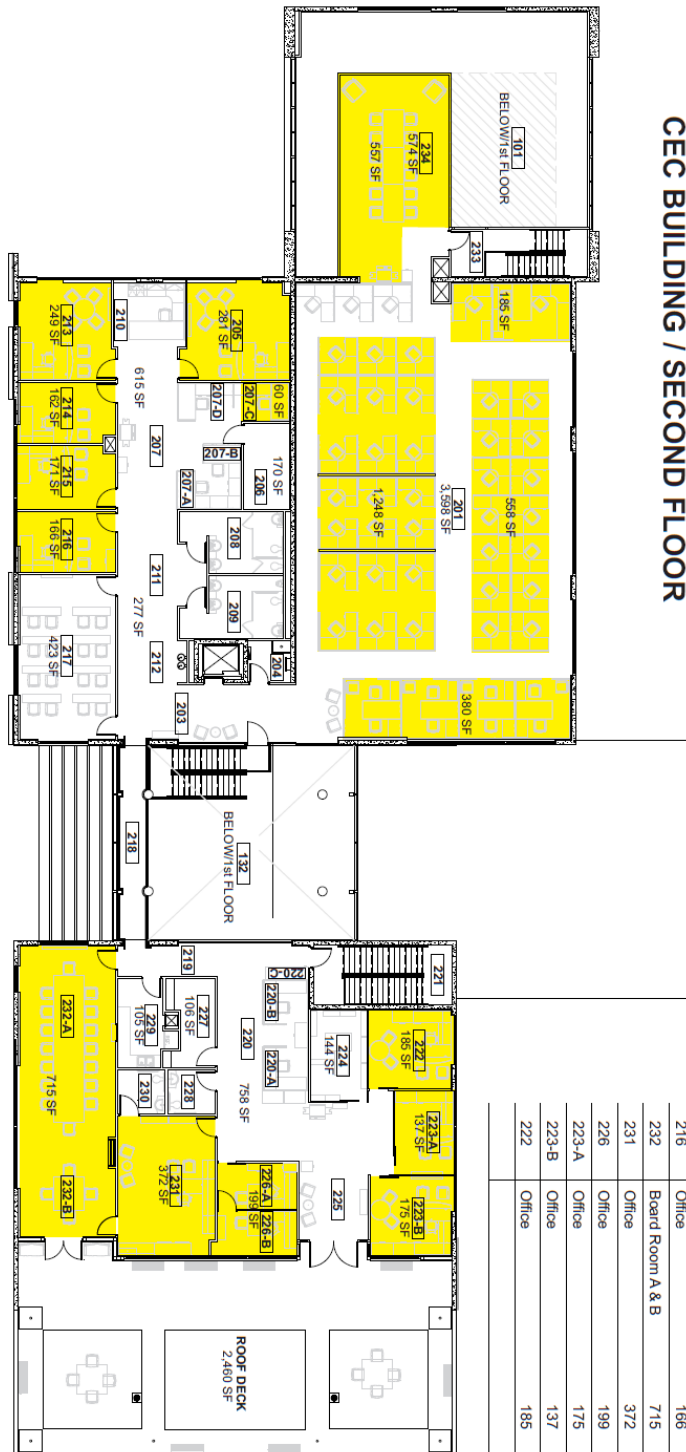 CEC BUILDING / SECOND FLOOR
216 Office 166
232 Board Room A & B 715
231 Office 372
226 Office 199
223-A Office 175
223-B Office 137
222 Office 185
101
BELOW/1st FLOOR
234
574 SF
557 SF
233
185 SF
558 SF
201
3,598 SF
1,248 SF
380 SF
213
249 SF
210
205
281 SF
214
162 SF
615 SF
207
207-D
207-C
60 SF
207-B
207-A
206
170 SF
215
171 SF
216
166 SF
208
211
209
277 SF
212
204
203
217
423 SF
218
132
BELOW/1st FLOOR
219
220-C
221
220-B
220
220-A
758 SF
227
106 SF
229
105 SF
224
144 SF
222
185 SF
223-A
137 SF
223-B
175 SF
225
230
228
231
372 SF
226-A
199 SF
226-B
232-A
715 SF
232-B
ROOF DECK
2,460 SF